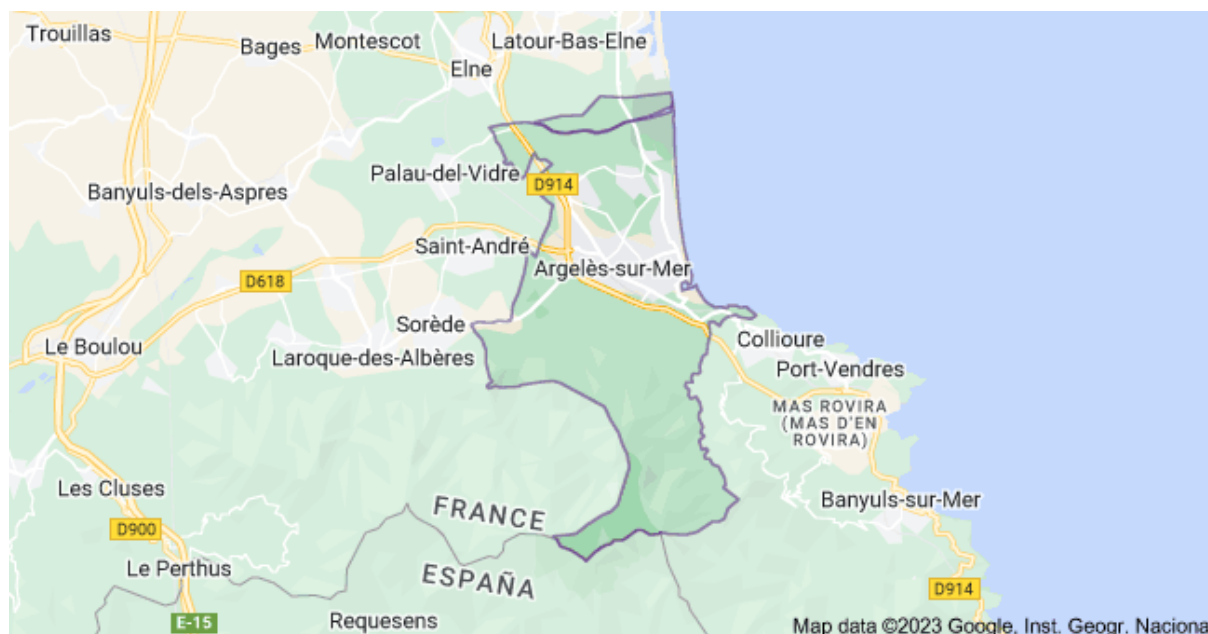 Trouillas
Bages
Montescot
Latour-Bas-Elne
Elne
Palau-del-Vidre
D914
Banyuls-dels-Aspres
Saint-André
Argelès-sur-Mer
D618
Sorède
Collioure
Le Boulou
Laroque-des-Albères
Port-Vendres
MAS ROVIRA
(MAS D'EN
ROVIRA)
Les Cluses
Banyuls-sur-Mer
FRANCE
D900
Le Perthus
ESPAÑA
D914
E-15
Requesens
Map data ©2023 Google, Inst. Geogr. Naciona